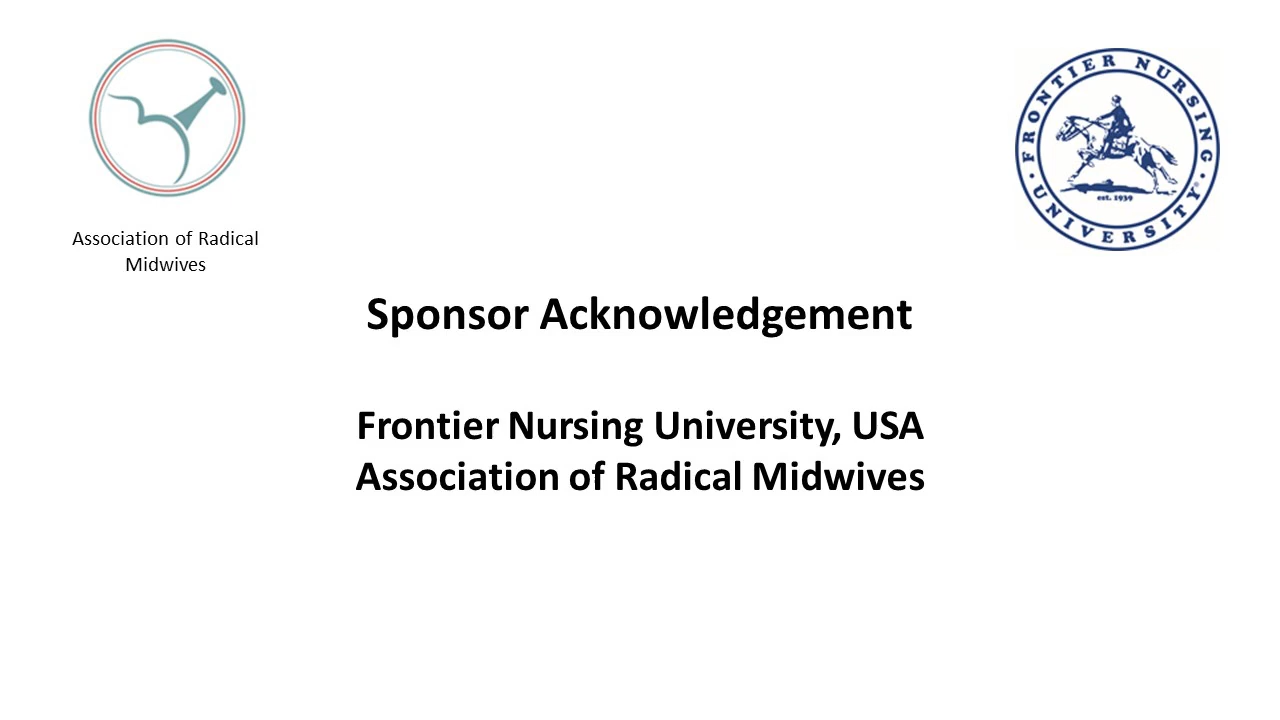 Association of Radical
Midwives
FRONTIER NURSING
UNIVERSITY
est. 1939
Sponsor Acknowledgement
Frontier Nursing University, USA
Association of Radical Midwives